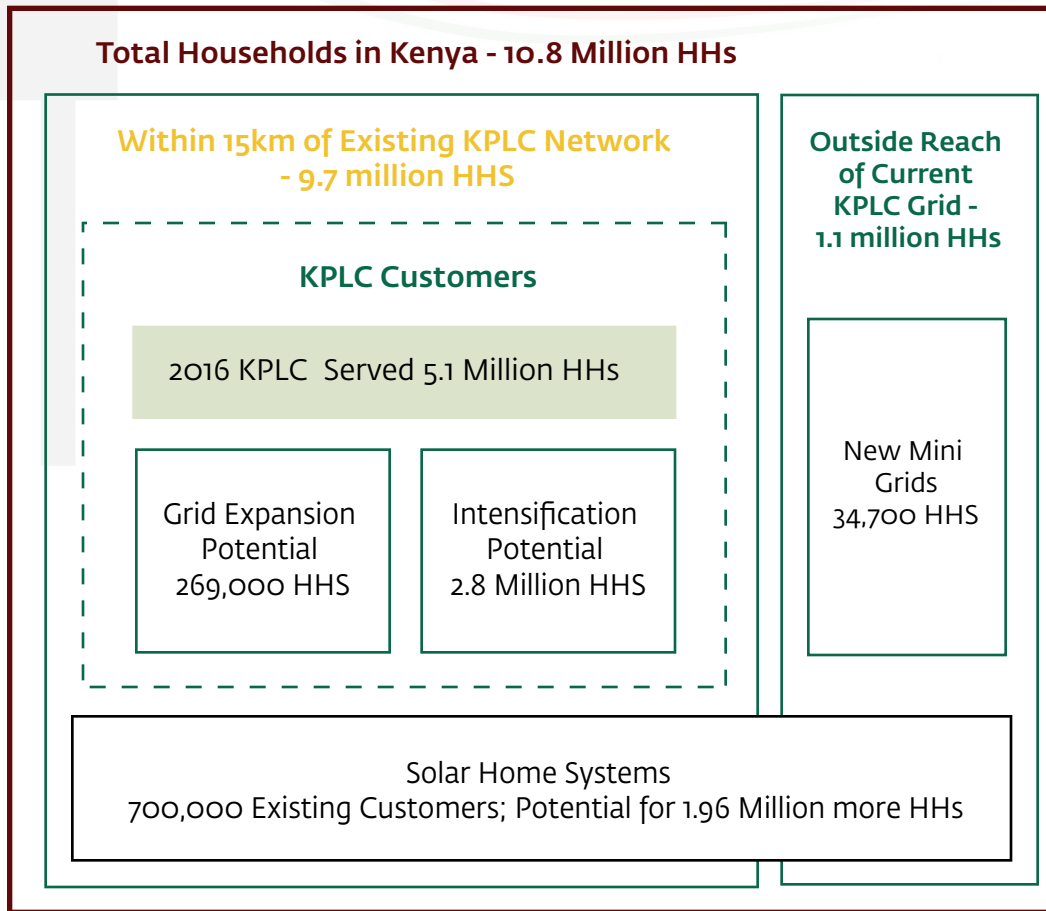 Total Households in Kenya - 10.8 Million HHs
Within 15km of Existing KPLC Network
- 9.7 million HHS
KPLC Customers
2016 KPLC Served 5.1 Million HHs
Grid Expansion
Potential
269,000 HHS
Intensification
Potential
2.8 Million HHS
Outside Reach
of Current
KPLC Grid -
1.1 million HHs
New Mini
Grids
34,700 HHS
Solar Home Systems
700,000 Existing Customers; Potential for 1.96 Million more HHs